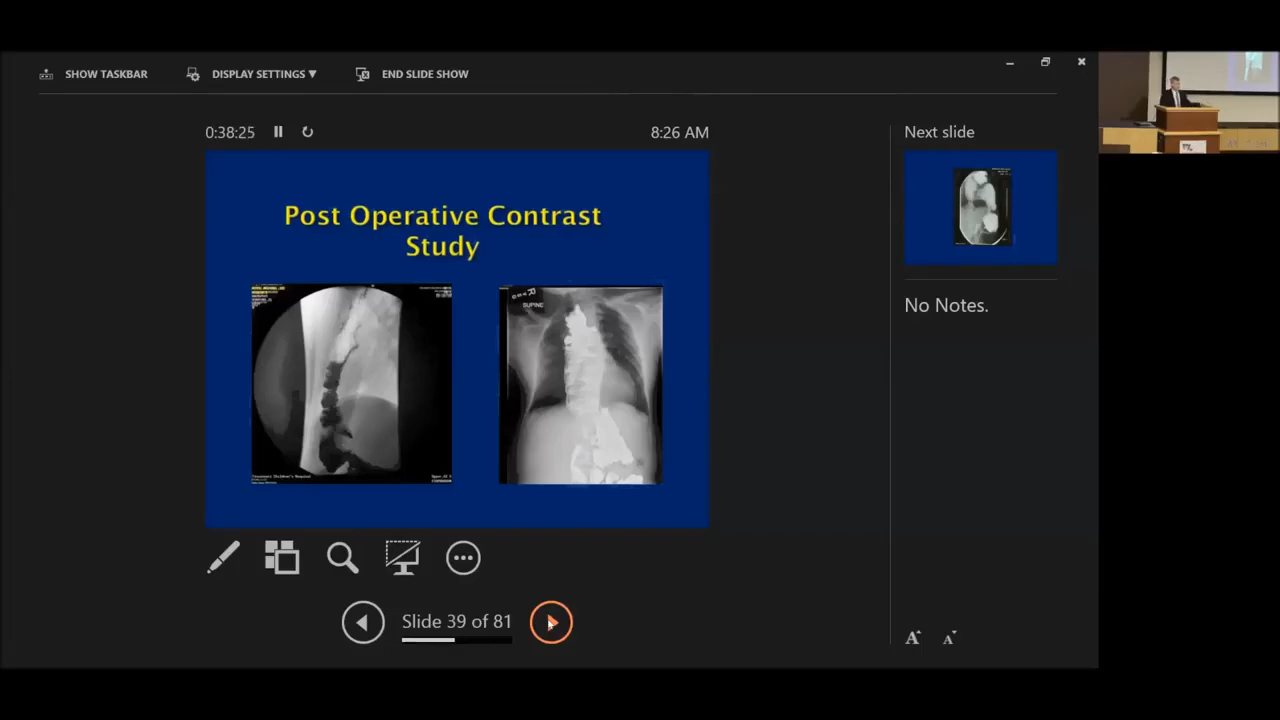 SHOW TASKBAR
DISPLAY SETTINGS ▼
END SLIDE SHOW
0:38:25
8:26 AM
Next slide
Post Operative Contrast
Study
SUPINE
No Notes.
Slide 39 of 81
A
A